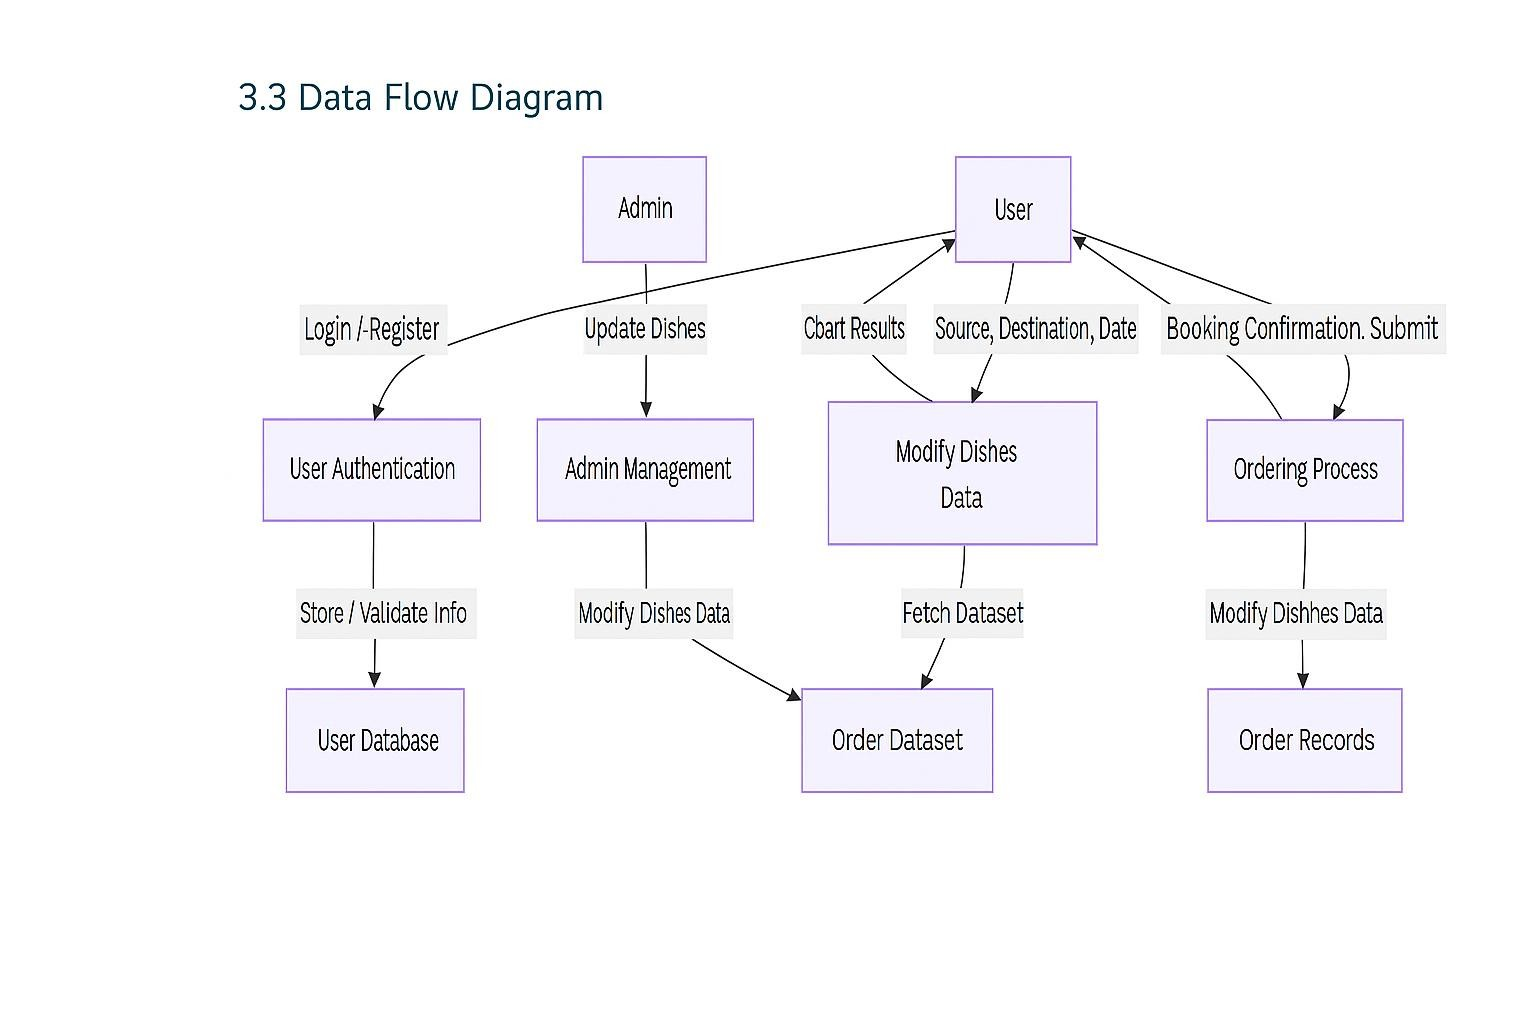 3.3 Data Flow Diagram
Admin
User
Login /-Register
Update Dishes
Cbart Results
Source, Destination, Date
Booking Confirmation. Submit
User Authentication
Admin Management
Modify Dishes
Data
Ordering Process
Store / Validate Info
Modify Dishes Data
Fetch Dataset
Modify Dishhes Data
User Database
Order Dataset
Order Records